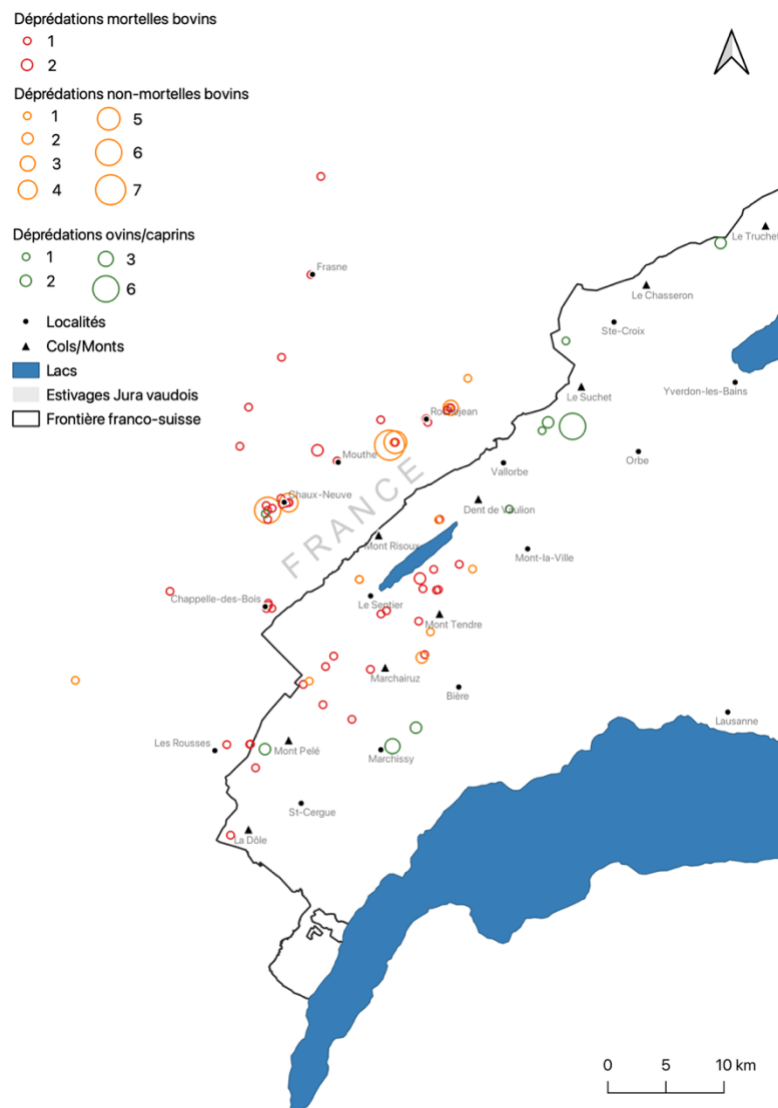 Déprédations mortelles bovins
1
2
Déprédations non-mortelles bovins
1
2
3
4
5
6
7
Déprédations ovins/caprins
1
2
3
6
Localités
Cols/Monts
Lacs
Estivages Jura vaudois
Frontière franco-suisse
Le Truchet
Frasne
Le Chasseron
Ste-Croix
Yverdon-les-Bains
Le Suchet
Mouthe
Vallorbe
Orbe
Chaux-Neuve
FRANCE
Dent de Vaulion
Mont Risoux
Mont-la-Ville
Chappelle-des-Bois
Le Sentier
Mont Tendre
Marchairuz
Bière
Lausanne
Les Rousses
Mont Pelé
Marchissy
St-Cergue
La Dôle
0 5 10 km